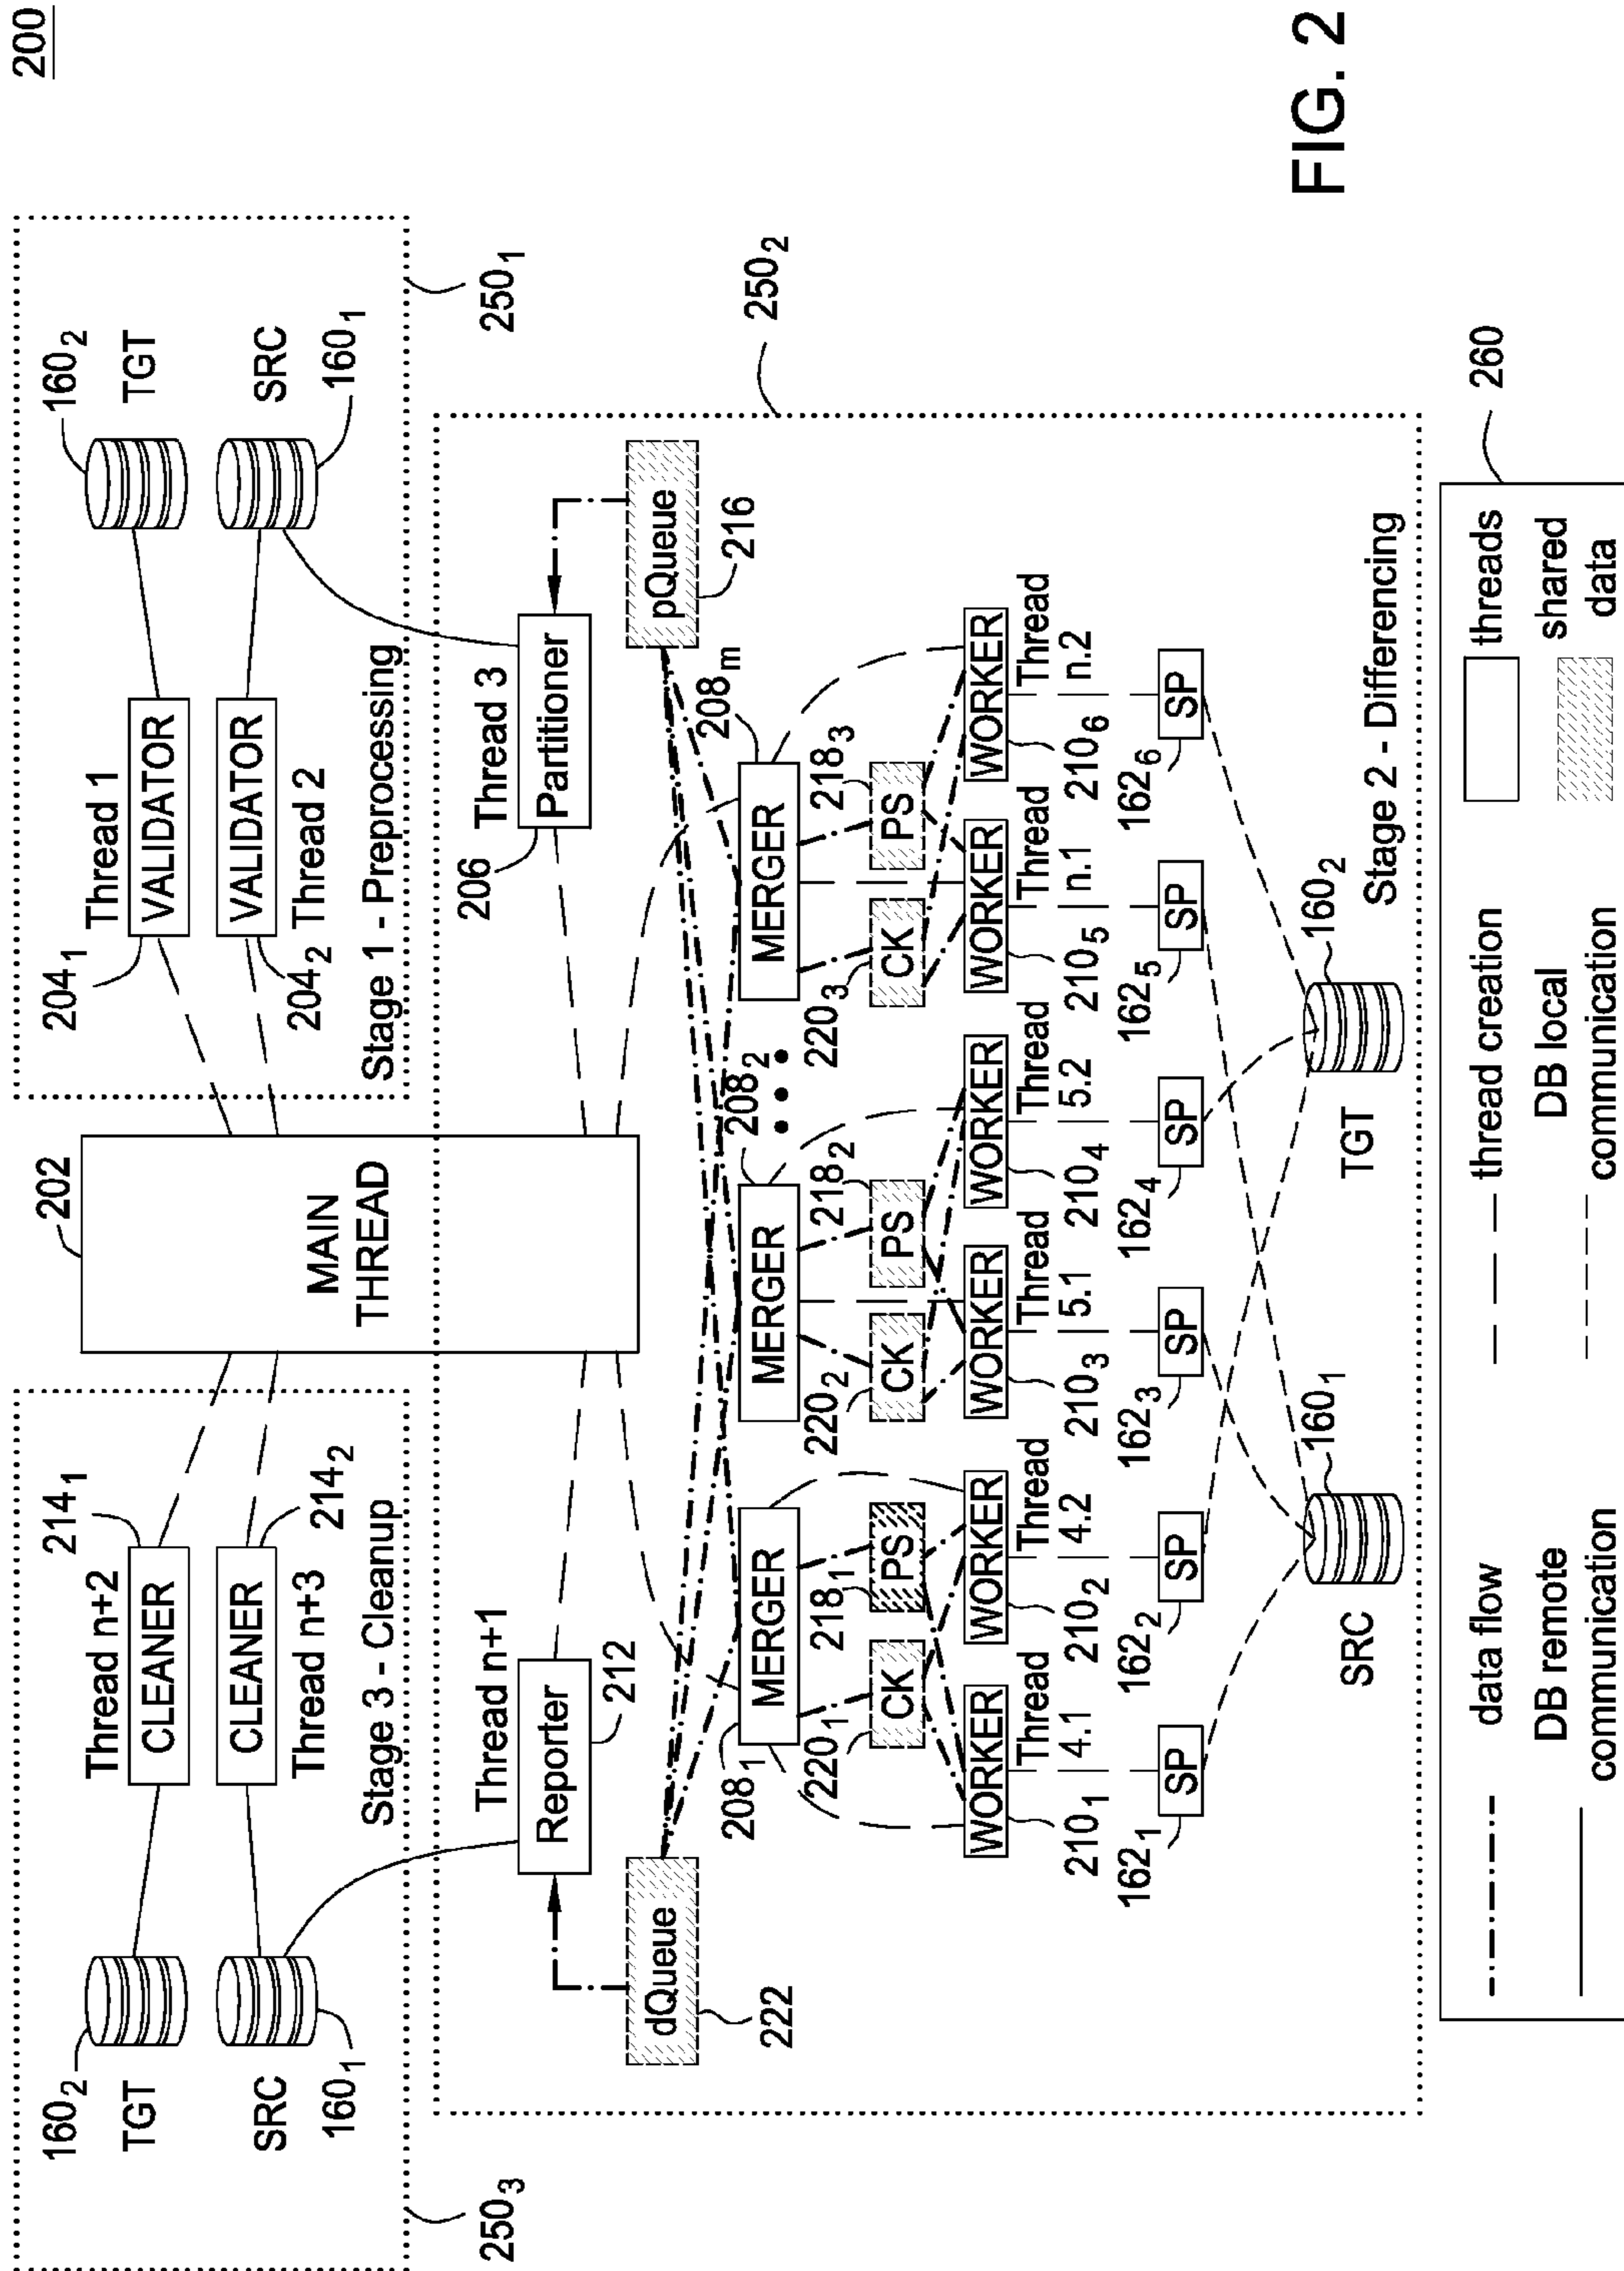 200
160₂
TGT
SRC
160₁
250₃
Thread n+2
CLEANER
214₁
CLEANER
Thread n+3
214₂
Stage 3 - Cleanup
202
MAIN
THREAD
204₁
Thread 1
VALIDATOR
VALIDATOR
204₂
Thread 2
Stage 1 - Preprocessing
160₂
TGT
SRC
160₁
250₁
Thread n+1
Reporter
212
206
Thread 3
Partitioner
250₂
dQueue
222
pQueue
216
208₁
MERGER
208₂
MERGER
• • •
208m
MERGER
220₁
CK
218₁
PS
220₂
CK
218₂
PS
220₃
CK
218₃
PS
WORKER
WORKER
WORKER
WORKER
WORKER
WORKER
210₁
Thread
4.1
210₂
Thread
4.2
210₃
Thread
5.1
210₄
Thread
5.2
210₅
Thread
n.1
210₆
Thread
n.2
162₁
SP
162₂
SP
162₃
SP
162₄
SP
162₅
SP
162₆
SP
SRC
160₁
TGT
160₂
Stage 2 - Differencing
FIG. 2
260
data flow
thread creation
threads
DB remote
communication
DB local
communication
shared
data